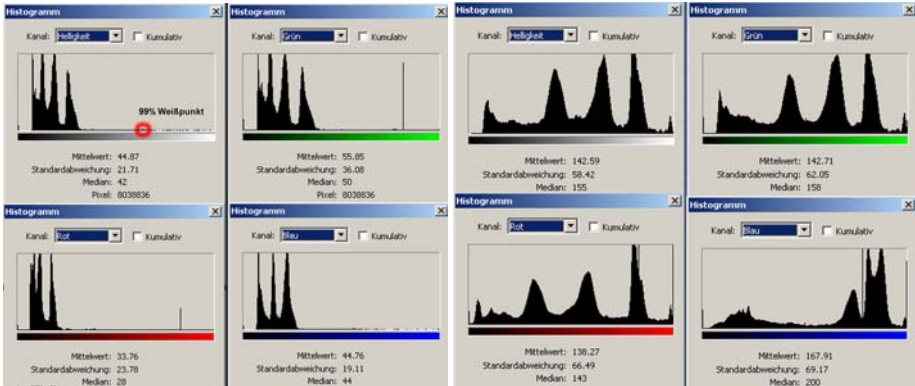 Histogramm
Kanal: Helligkeit Kumulativ
99% Weißpunkt
Mittelwert: 44.87
Standardabweichung: 21.71
Median: 42
Pixel: 8038836
Histogramm
Kanal: Grün Kumulativ
Mittelwert: 55.85
Standardabweichung: 36.08
Median: 50
Pixel: 8038836
Histogramm
Kanal: Helligkeit Kumulativ
Mittelwert: 142.59
Standardabweichung: 58.42
Median: 155
Histogramm
Kanal: Grün Kumulativ
Mittelwert: 142.71
Standardabweichung: 62.05
Median: 158
Histogramm
Kanal: Rot Kumulativ
Mittelwert: 33.76
Standardabweichung: 23.78
Median: 28
Histogramm
Kanal: Blau Kumulativ
Mittelwert: 44.76
Standardabweichung: 19.11
Median: 44
Histogramm
Kanal: Rot Kumulativ
Mittelwert: 138.27
Standardabweichung: 66.49
Median: 143
Histogramm
Kanal: Blau Kumulativ
Mittelwert: 167.91
Standardabweichung: 69.17
Median: 200